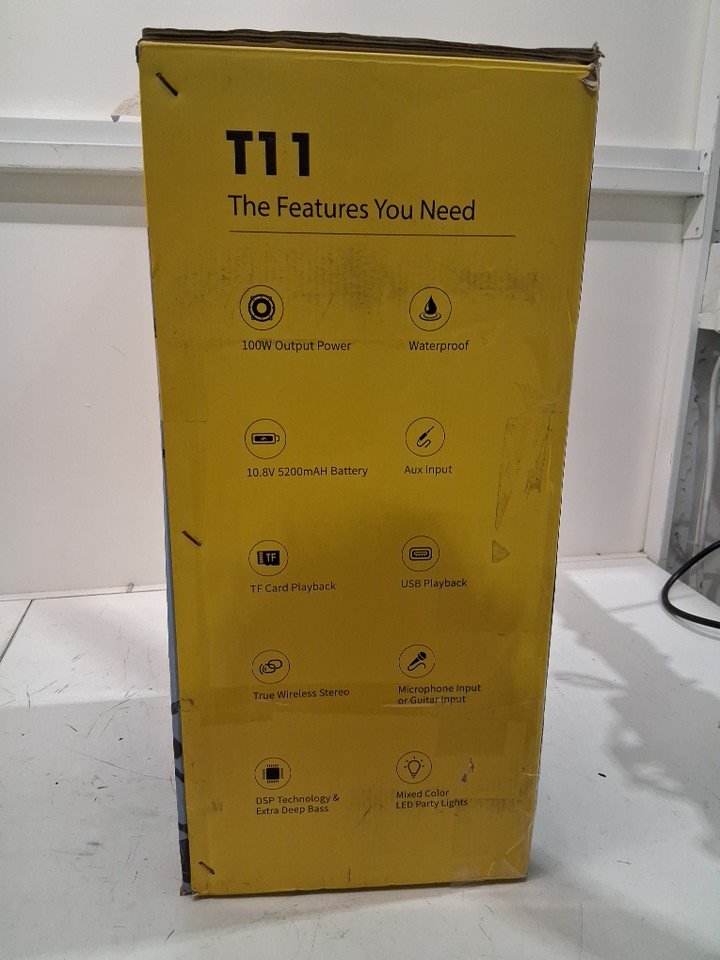 T11
The Features You Need
100W Output Power
Waterproof
10.8V 5200mAH Battery
Aux Input
TF
TF Card Playback
USB Playback
True Wireless Stereo
Microphone Input
or Guitar Input
DSP Technology &
Extra Deep Bass
Mixed Color
LED Party Lights